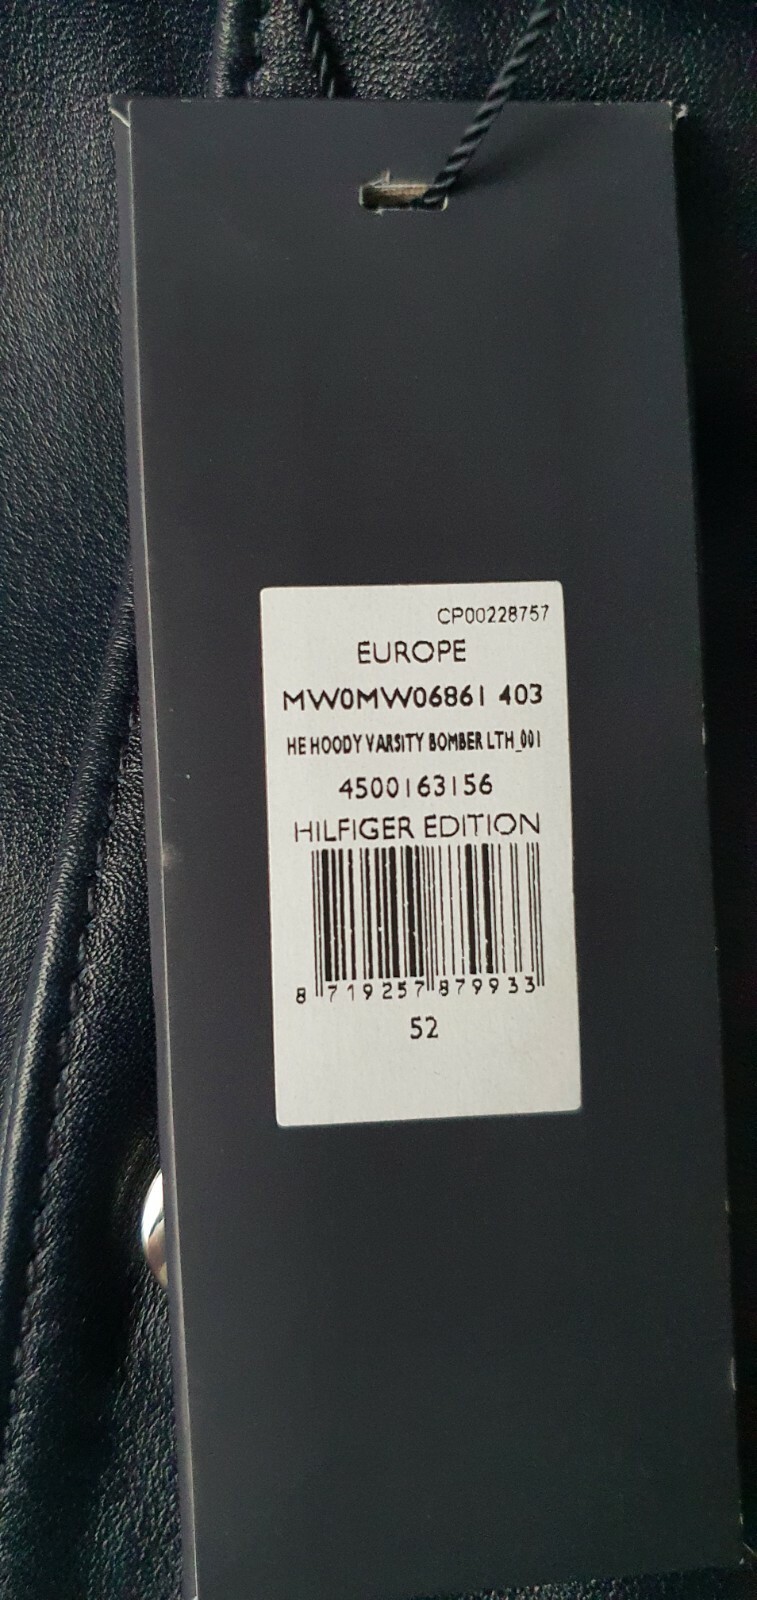 CP00228757
EUROPE
MW0MW06861 403
HE HOODY VARSITY BOMBER LTH_001
4500163156
HILFIGER EDITION
8 719257 879933
52